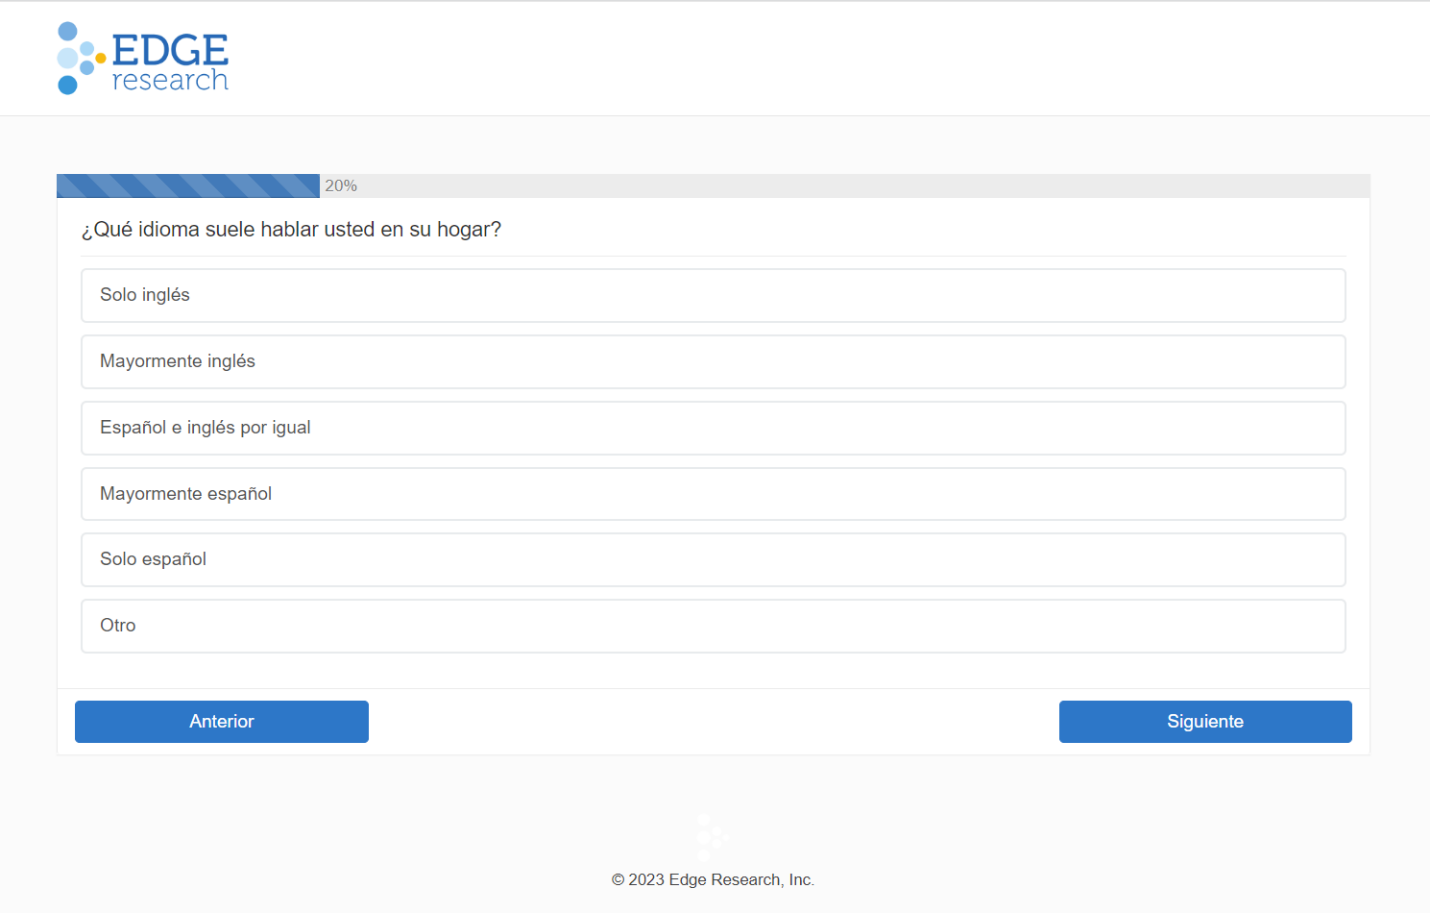 EDGE
research
20%
¿Qué idioma suele hablar usted en su hogar?
Solo inglés
Mayormente inglés
Español e inglés por igual
Mayormente español
Solo español
Otro
Anterior
Siguiente
© 2023 Edge Research, Inc.